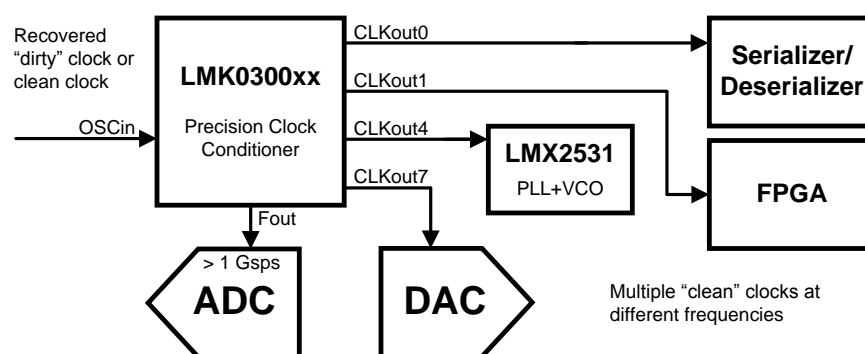 Recovered
“dirty” clock or
clean clock
OSCin
LMK0300xx
Precision Clock
Conditioner
CLKout0
CLKout1
CLKout4
CLKout7
Fout
Serializer/
Deserializer
LMX2531
PLL+VCO
FPGA
> 1 Gsps
ADC
DAC
Multiple “clean” clocks at
different frequencies